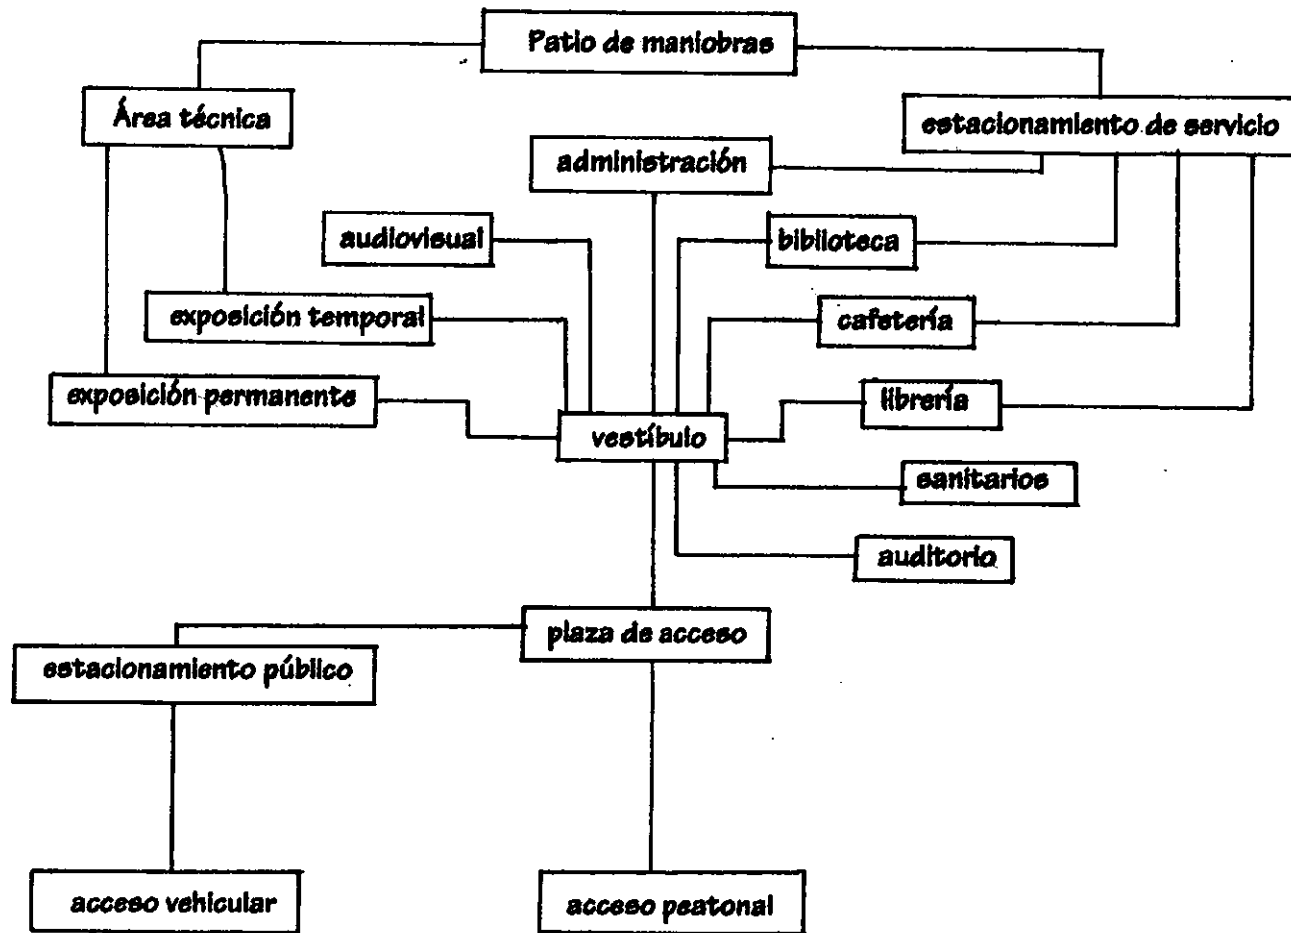 Patio de maniobras
Área técnica
estacionamiento de servicio
administración
audiovisual
biblioteca
exposición temporal
cafetería
exposición permanente
librería
vestíbulo
sanitarios
auditorio
plaza de acceso
estacionamiento público
acceso vehicular
acceso peatonal